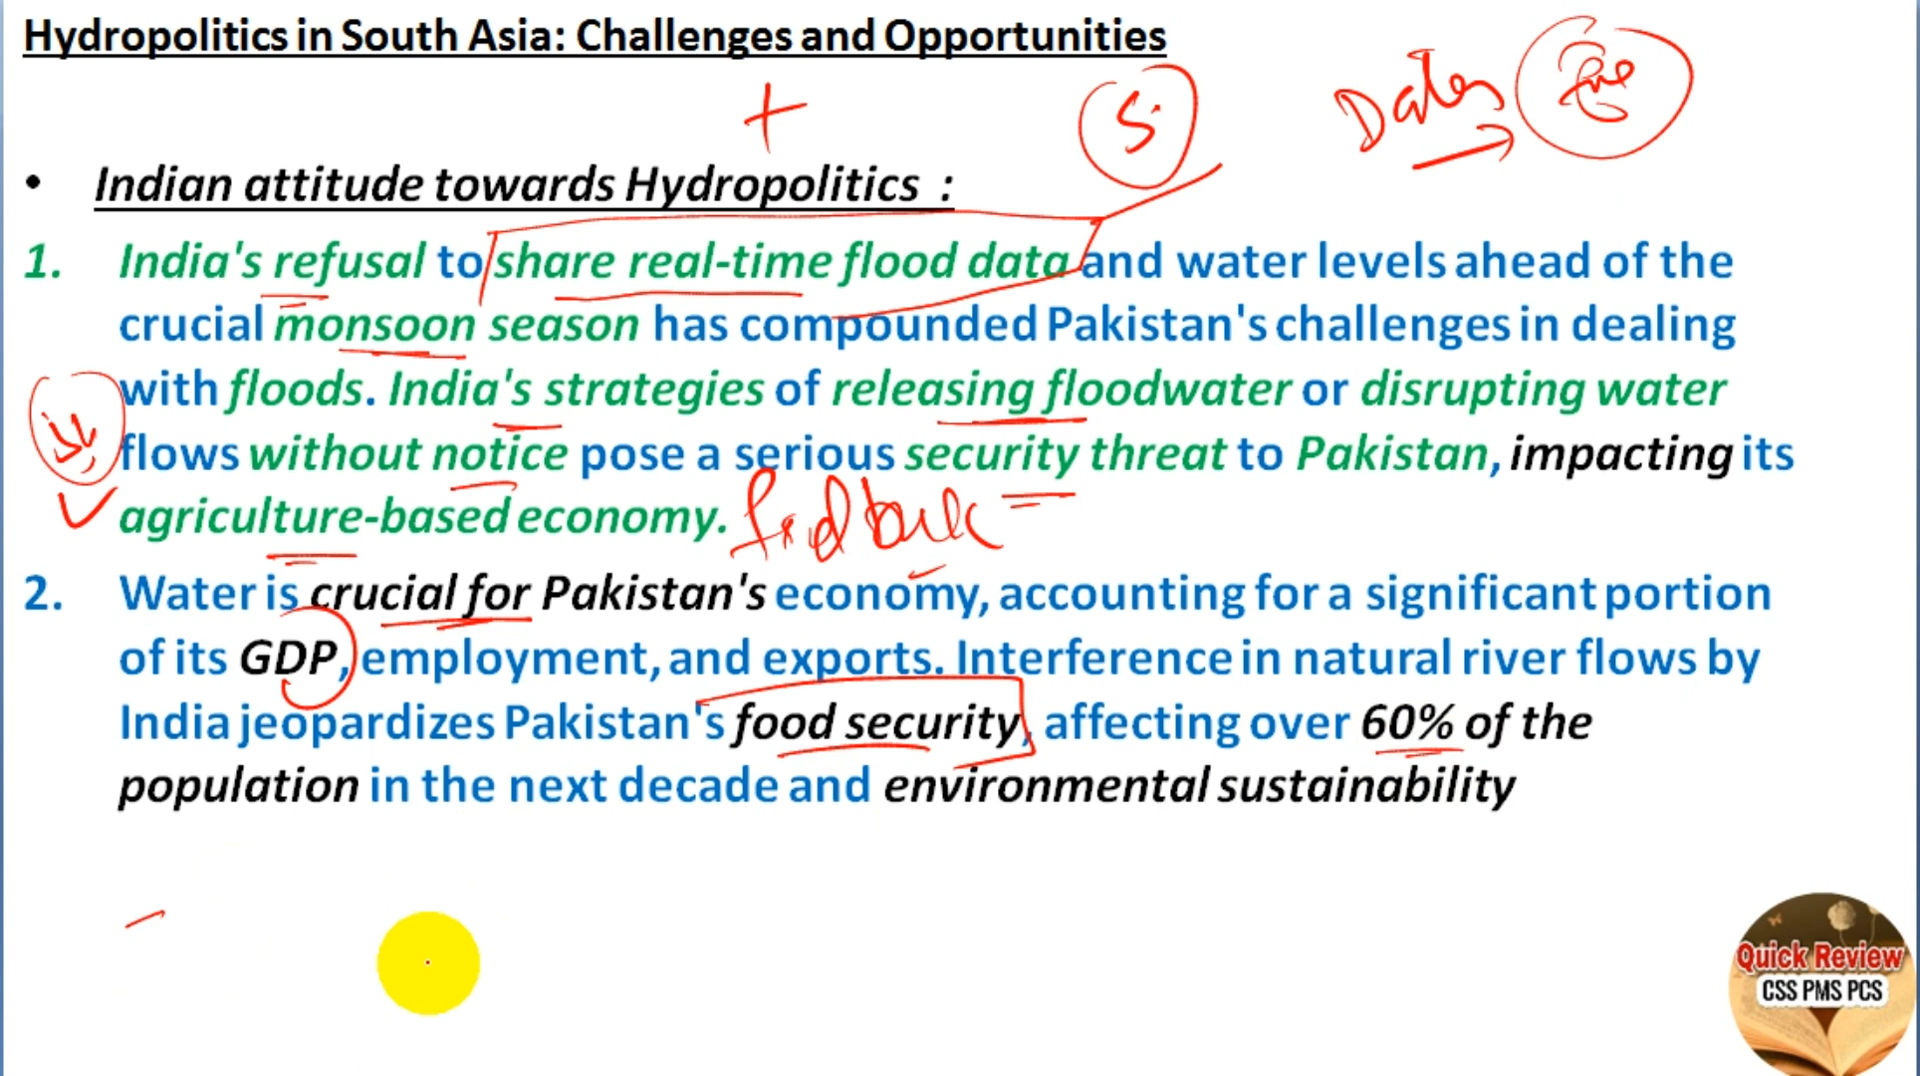 Hydropolitics in South Asia: Challenges and Opportunities
+
S.
Dates
• Indian attitude towards Hydropolitics :
1. India's refusal to share real-time flood data and water levels ahead of the
crucial monsoon season has compounded Pakistan's challenges in dealing
with floods. India's strategies of releasing floodwater or disrupting water
flows without notice pose a serious security threat to Pakistan, impacting its
agriculture-based economy.
2. Water is crucial for Pakistan's economy, accounting for a significant portion
of its GDP, employment, and exports. Interference in natural river flows by
India jeopardizes Pakistan's food security, affecting over 60% of the
population in the next decade and environmental sustainability
Quick Review
CSS PMS PCS